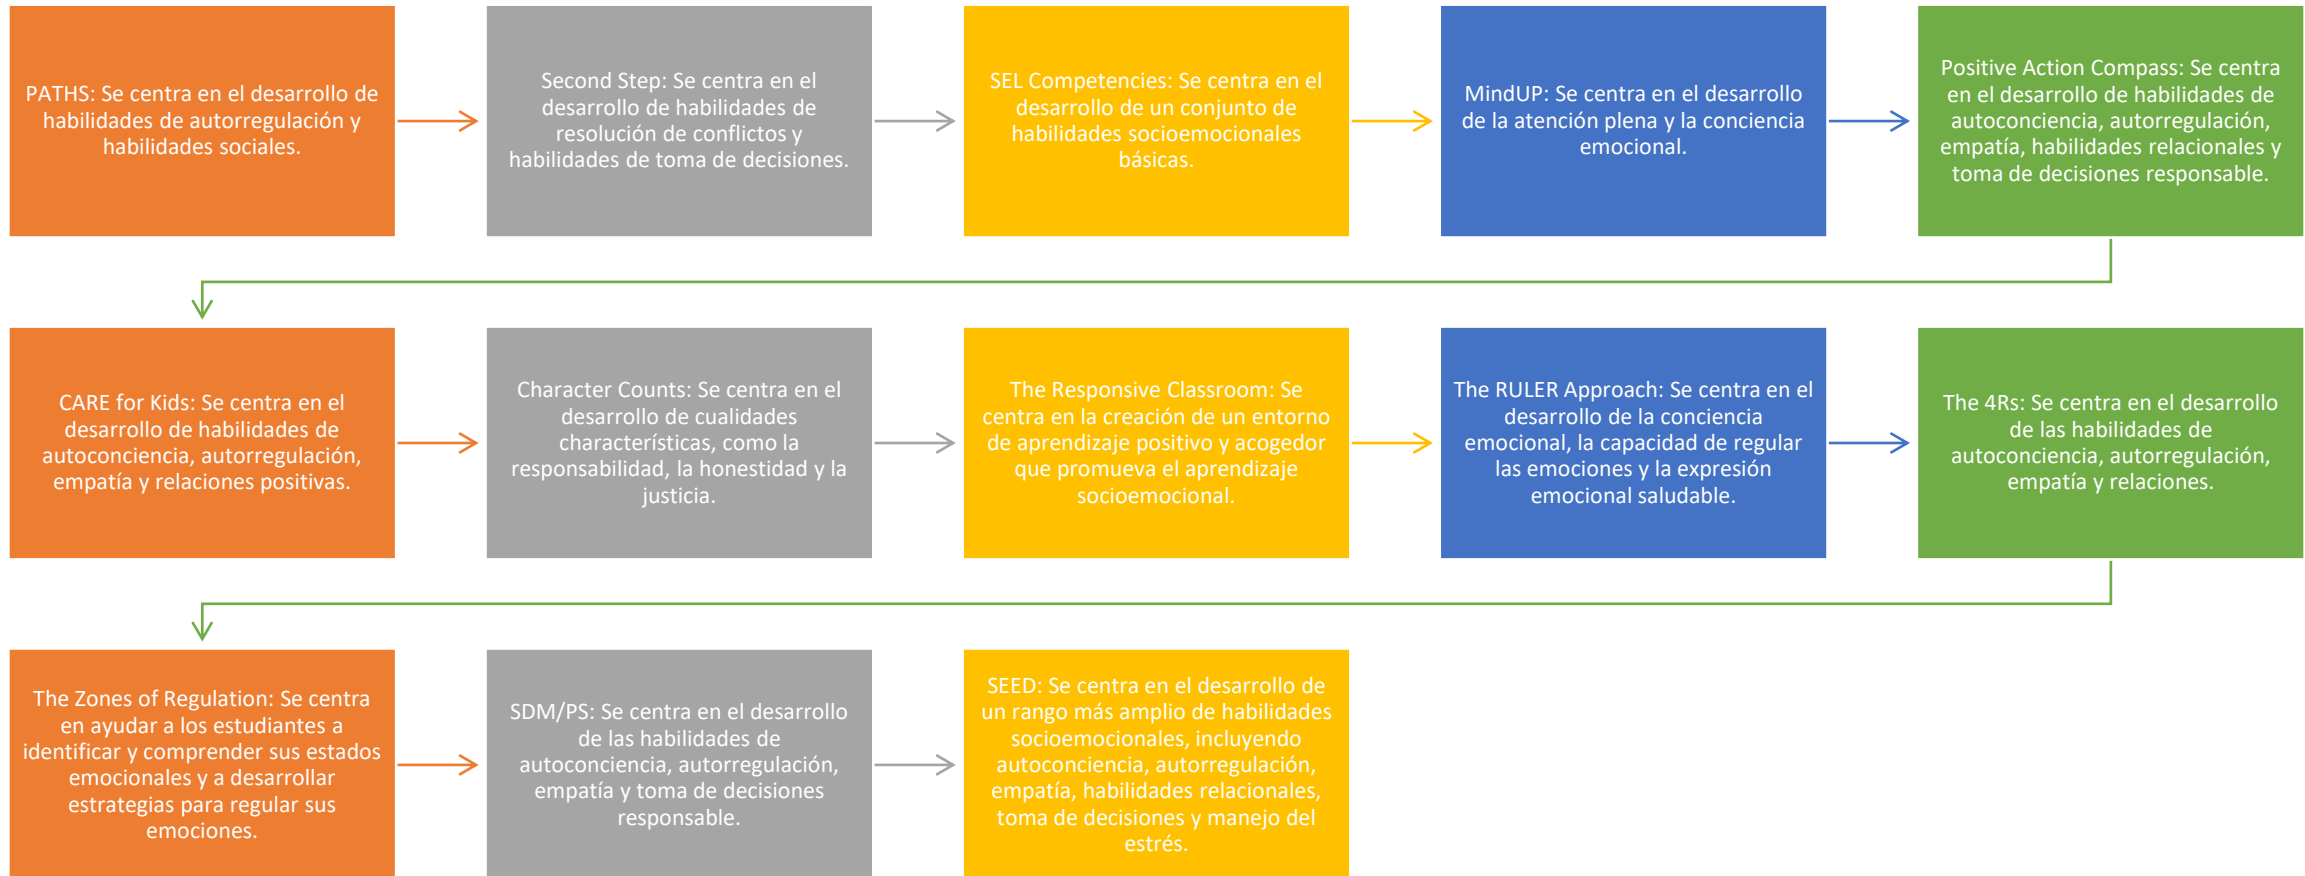 PATHS: Se centra en el desarrollo de
habilidades de autorregulación y
habilidades sociales.
Second Step: Se centra en el
desarrollo de habilidades de
resolución de conflictos y
habilidades de toma de decisiones.
SEL Competencies: Se centra en el
desarrollo de un conjunto de
habilidades socioemocionales
básicas.
MindUP: Se centra en el desarrollo
de la atención plena y la conciencia
emocional.
Positive Action Compass: Se centra
en el desarrollo de habilidades de
autoconciencia, autorregulación,
empatía, habilidades relacionales y
toma de decisiones responsable.
CARE for Kids: Se centra en el
desarrollo de habilidades de
autoconciencia, autorregulación,
empatía y relaciones positivas.
Character Counts: Se centra en el
desarrollo de cualidades
características, como la
responsabilidad, la honestidad y la
justicia.
The Responsive Classroom: Se
centra en la creación de un entorno
de aprendizaje positivo y acogedor
que promueva el aprendizaje
socioemocional.
The RULER Approach: Se centra en el
desarrollo de la conciencia
emocional, la capacidad de regular
las emociones y la expresión
emocional saludable.
The 4Rs: Se centra en el desarrollo
de las habilidades de
autoconciencia, autorregulación,
empatía y relaciones.
The Zones of Regulation: Se centra
en ayudar a los estudiantes a
identificar y comprender sus estados
emocionales y a desarrollar
estrategias para regular sus
emociones.
SDM/PS: Se centra en el desarrollo
de las habilidades de
autoconciencia, autorregulación,
empatía y toma de decisiones
responsable.
SEED: Se centra en el desarrollo de
un rango más amplio de habilidades
socioemocionales, incluyendo
autoconciencia, autorregulación,
empatía, habilidades relacionales,
toma de decisiones y manejo del
estrés.